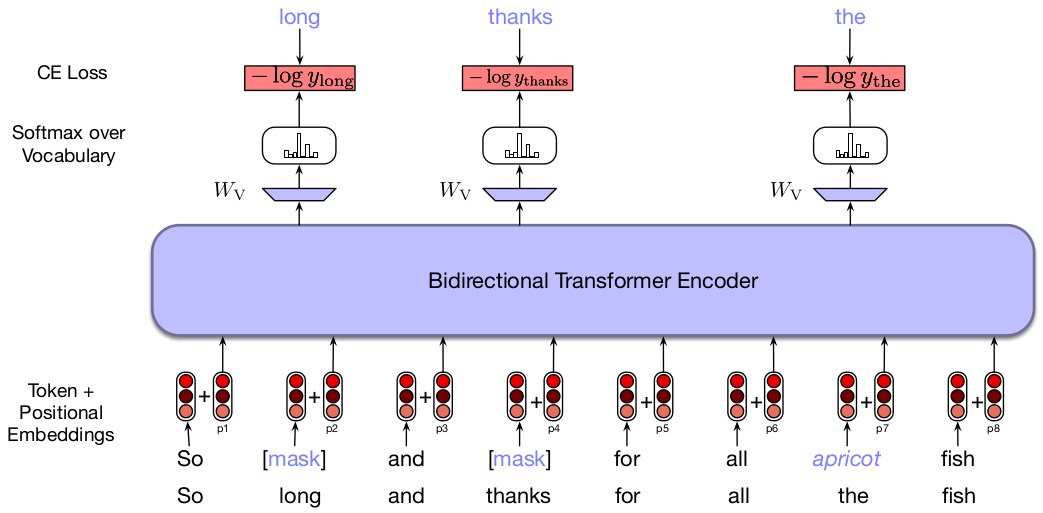 long thanks the
CE Loss − log y_long − log y_thanks − log y_the
Softmax over
Vocabulary
W_V W_V W_V
Bidirectional Transformer Encoder
Token +
Positional
Embeddings
+ + + + + + + +
p1 p2 p3 p4 p5 p6 p7 p8
So [mask] and [mask] for all apricot fish
So long and thanks for all the fish